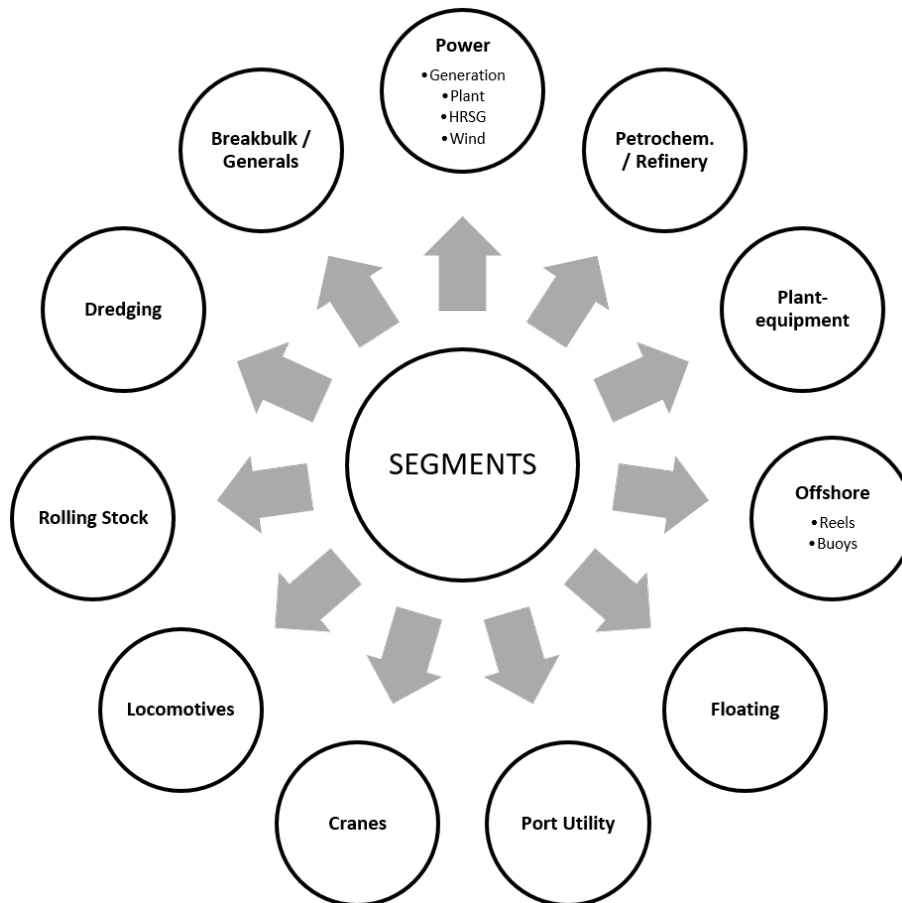 Power
• Generation
• Plant
• HRSG
• Wind
Petrochem.
/ Refinery
Plant-
equipment
Offshore
• Reels
• Buoys
Floating
Port Utility
Cranes
Locomotives
Rolling Stock
Dredging
Breakbulk /
Generals
SEGMENTS